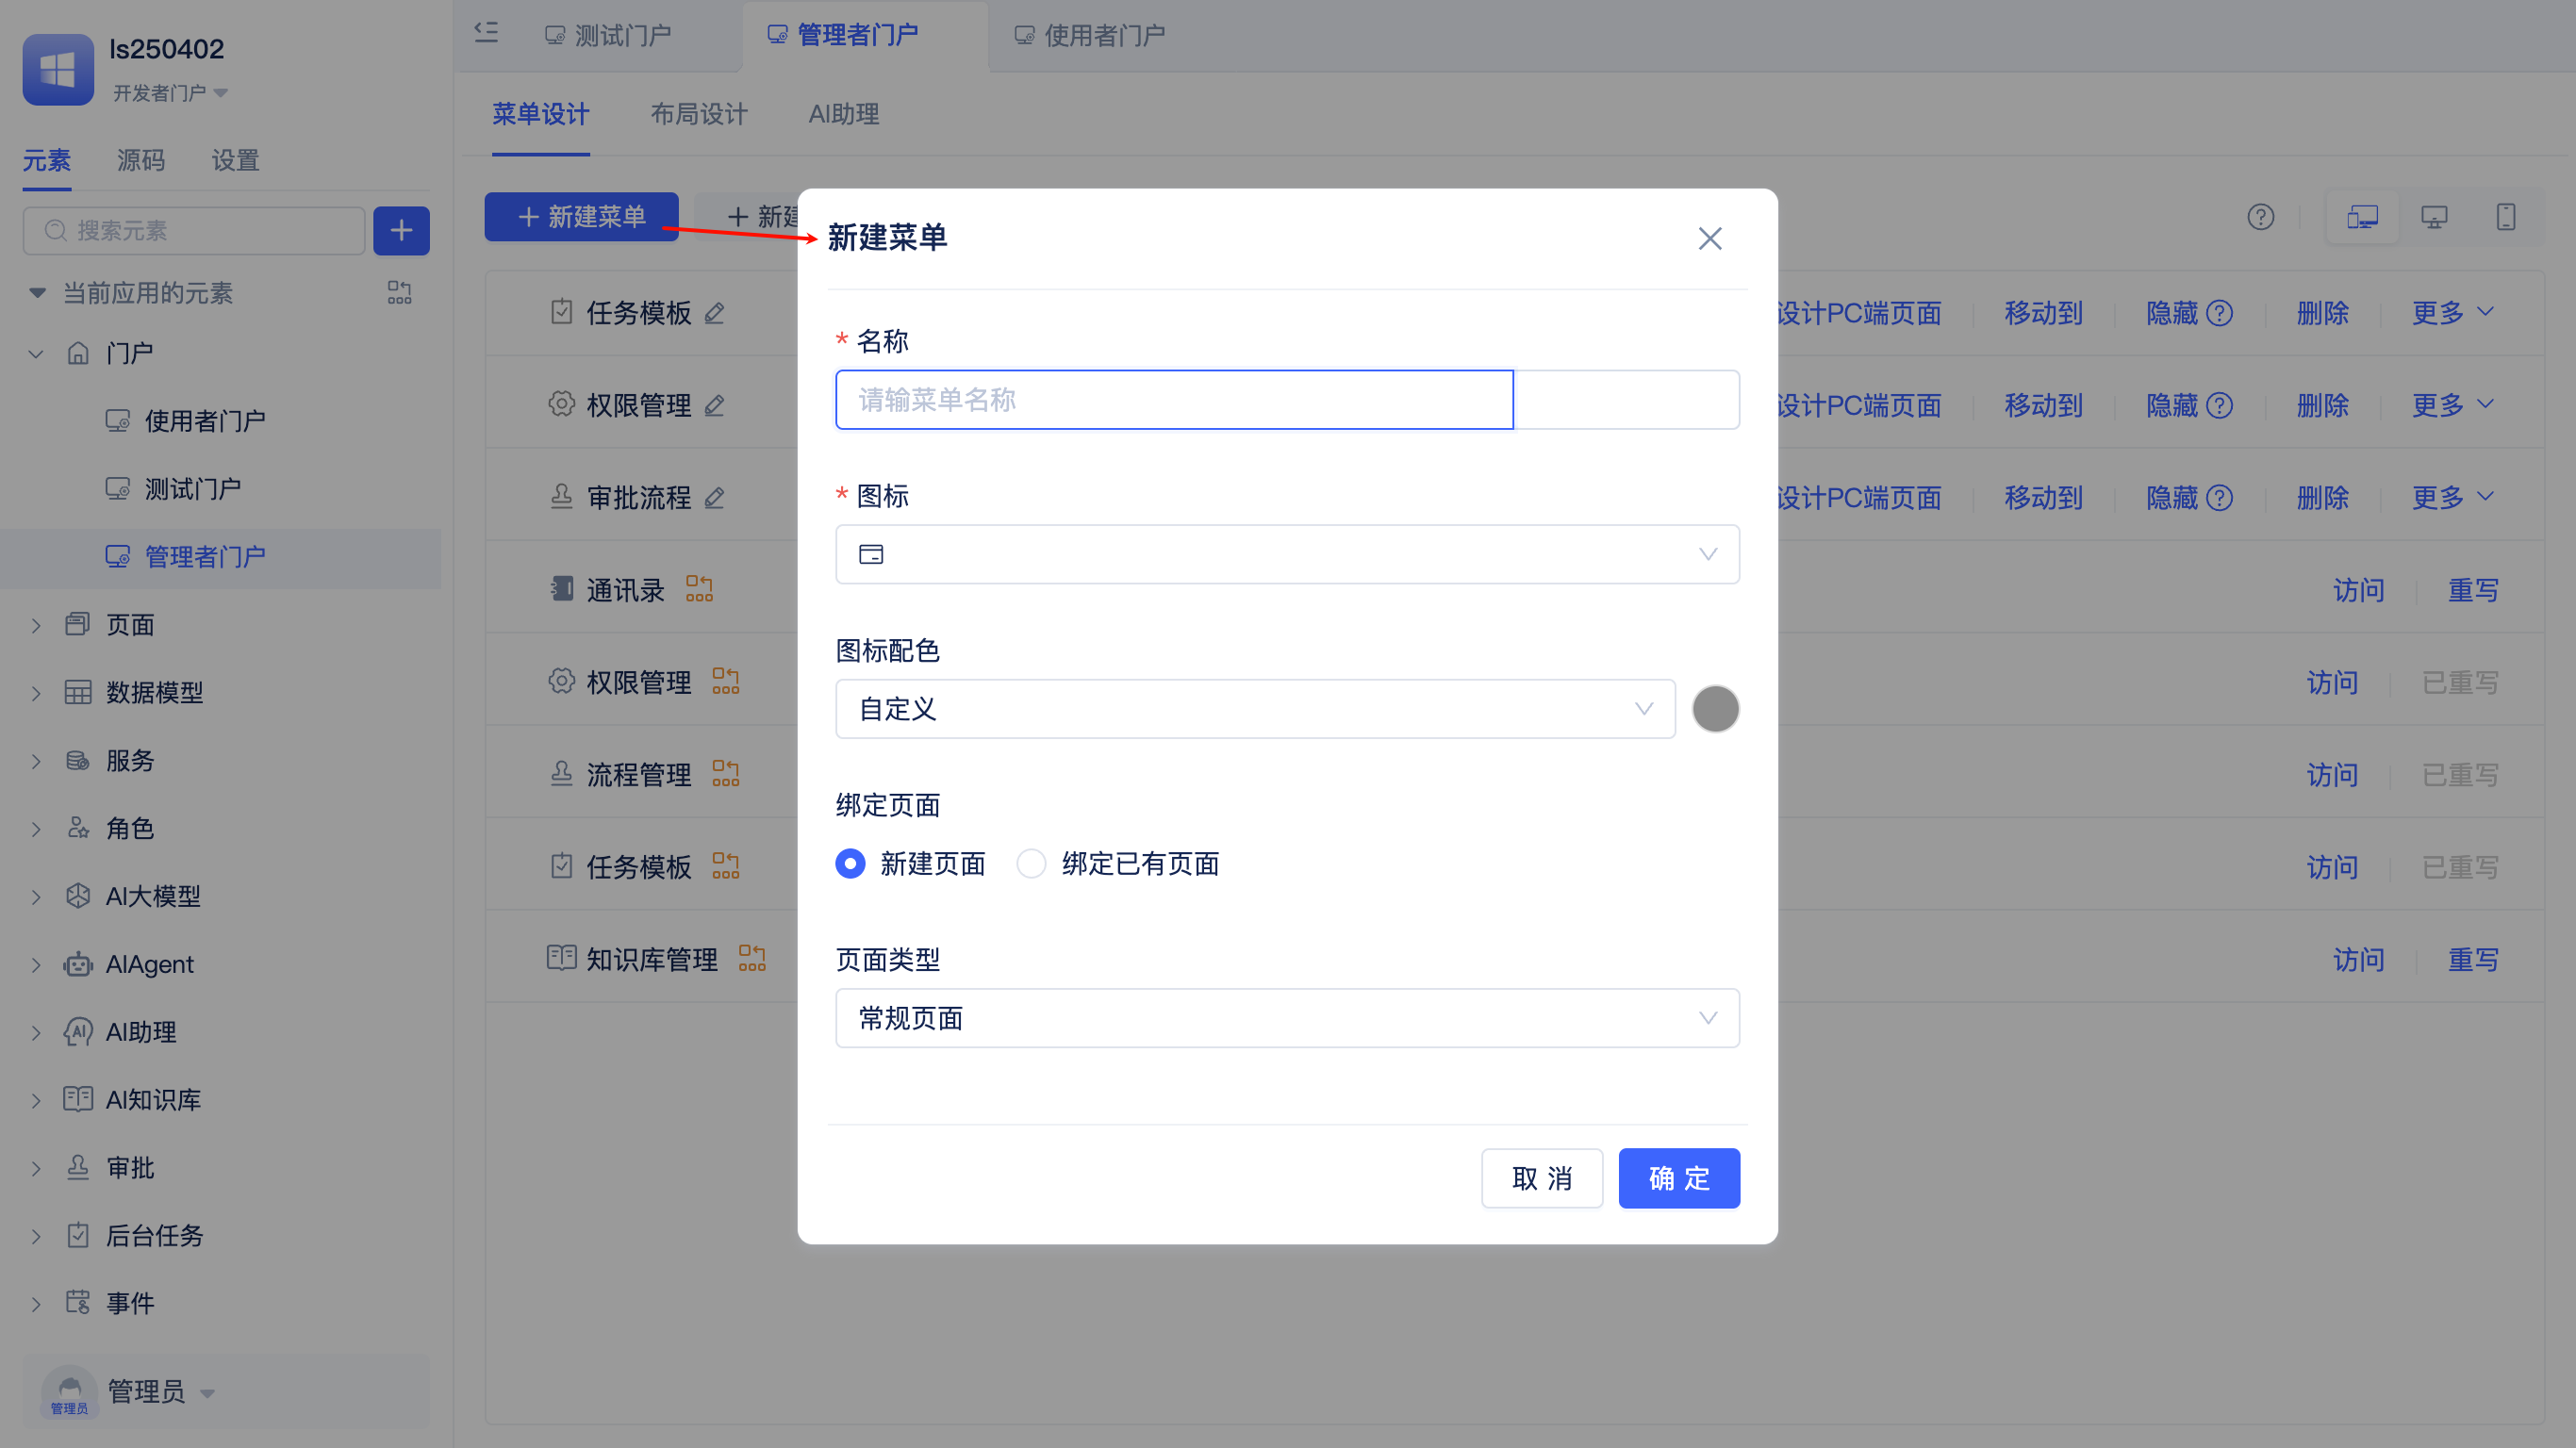 ls250402
开发者门户
元素 源码 设置
搜索元素
当前应用的元素
门户
使用者门户
测试门户
管理者门户
页面
数据模型
服务
角色
AI大模型
AIAgent
AI助理
AI知识库
审批
后台任务
事件
管理员
管理员
测试门户 管理者门户 使用者门户
菜单设计 布局设计 AI助理
新建菜单 新建
任务模板 设计PC端页面 移动到 隐藏 删除 更多
权限管理 设计PC端页面 移动到 隐藏 删除 更多
审批流程 设计PC端页面 移动到 隐藏 删除 更多
通讯录 访问 重写
权限管理 访问 已重写
流程管理 访问 已重写
任务模板 访问 已重写
知识库管理 访问 重写
新建菜单
* 名称
请输菜单名称
* 图标
图标配色
自定义
绑定页面
新建页面 绑定已有页面
页面类型
常规页面
取 消 确 定